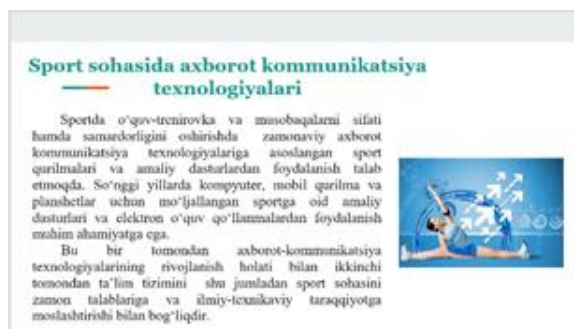 Sport sohasida axborot kommunikatsiya
texnologiyalari
Sportda o'quv-trenirovka va musobaqalarni sifati
hamda samardorligini oshirishda zamonaviy axborot
kommunikatsiya texnologiyalariga asoslangan sport
qurilmalari va amaliy dasturlardan foydalanish talab
etmoqda. So'nggi yillarda kompyuter, mobil qurilma va
planshetlar uchun mo'ljallangan sportga oid amaliy
dasturlari va elektron o'quv qo'llanmalardan foydalanish
muhim ahamiyatga ega.
Bu bir tomondan axborot-kommunikatsiya
texnologiyalarining rivojlanish holati bilan ikkinchi
tomondan ta'lim tizimini shu jumladan sport sohasini
zamon talablariga va ilmiy-texnikaviy taraqqiyotga
moslashtirishi bilan bog'liqdir.